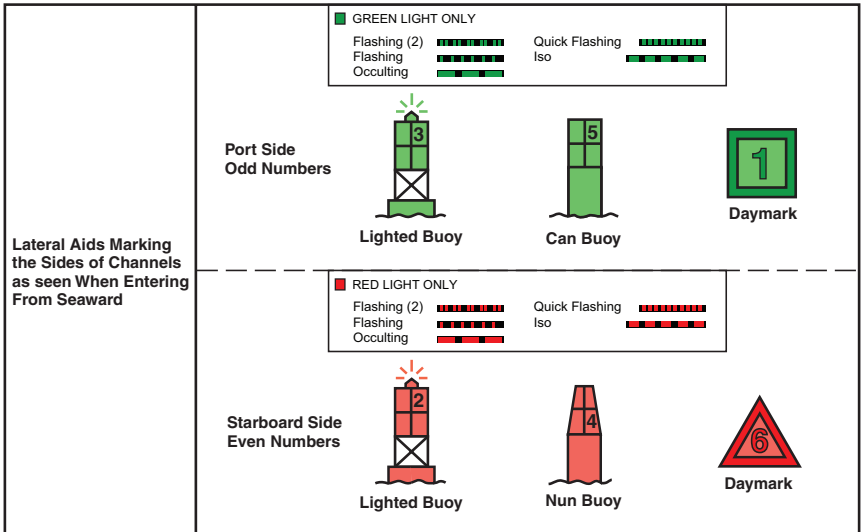 Lateral Aids Marking
the Sides of Channels
as seen When Entering
From Seaward
GREEN LIGHT ONLY
Flashing (2)
Quick Flashing
Flashing
Iso
Occulting
Port Side
Odd Numbers
3
5
1
Lighted Buoy
Can Buoy
Daymark
RED LIGHT ONLY
Flashing (2)
Quick Flashing
Flashing
Iso
Occulting
Starboard Side
Even Numbers
2
4
6
Lighted Buoy
Nun Buoy
Daymark